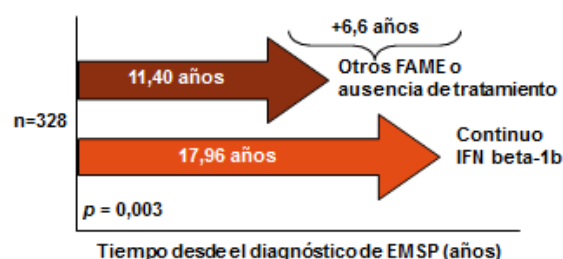 +6,6 años
11,40 años
Otros FAME o
ausencia de tratamiento
n=328
17,96 años
Continuo
IFN beta-1b
p = 0,003
Tiempo desde el diagnóstico de EMSP (años)